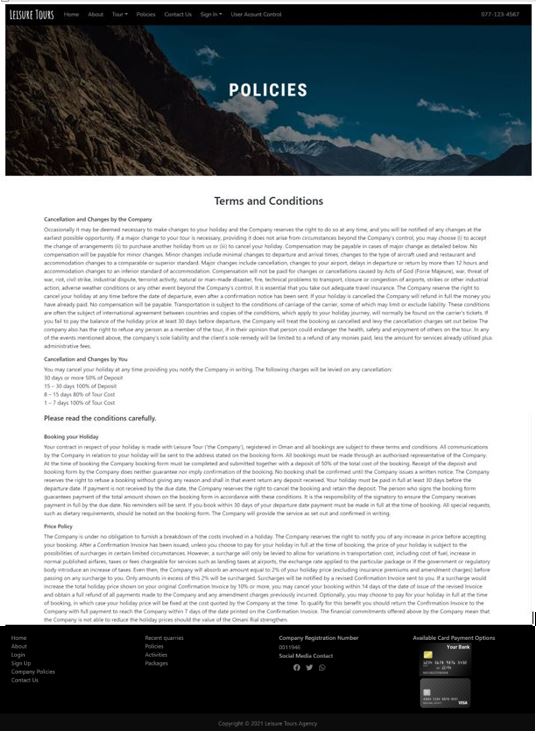 LEISURE TOURS Home About Tour Policies Contact Us Sign In User Acount Control 077-123-4567
POLICIES
Terms and Conditions
Cancellation and Changes by the Company
Occasionally it may be deemed necessary to make changes to your holiday and the Company reserves the right to do so at any time, and you will be notified of any changes at the
earliest possible opportunity. If a major change to your tour is necessary, providing it does not arise from circumstances beyond the Company's control, you may choose (i) to accept
the change of arrangements (ii) to purchase another holiday from us or (iii) to cancel your holiday. Compensation may be payable in cases of major change as detailed below. No
compensation will be payable for minor changes. Minor changes include minimal changes to departure and arrival times, changes to the type of aircraft used and restaurant and
accommodation changes to a comparable or superior standard. Major changes include cancellation, changes to your airport, delays in departure or return by more than 12 hours and
accommodation changes to an inferior standard of accommodation. Compensation will not be paid for changes or cancellations caused by Acts of God (Force Majeure), war, threat of
war, riot, civil strike, industrial dispute, terrorist activity, natural or man-made disaster, fire, technical problems to transport, closure or congestion of airports, strikes or other industrial
action, adverse weather conditions or any other event beyond the Company's control. It is essential that you take out adequate travel insurance. The Company reserve the right to
cancel your holiday at any time before the date of departure, even after a confirmation notice has been sent. If your holiday is cancelled the Company will refund in full the money you
have already paid. No compensation will be payable. Transportation is subject to the conditions of carriage of the carrier, some of which may limit or exclude liability. These conditions
are often the subject of international agreement between countries and copies of the conditions, which apply to your holiday journey, will normally be found on the carrier's tickets. If
you fail to pay the balance of the holiday price at least 30 days before departure, the Company will treat the booking as cancelled and levy the cancellation charges set out below The
company also has the right to refuse any person as a member of the tour, if in their opinion that person could endanger the health, safety and enjoyment of others on the tour. In any
of the events mentioned above, the company's sole liability and the client's sole remedy will be limited to a refund of any monies paid, less the amount for services already utilised plus
administrative fees.
Cancellation and Changes by You
You may cancel your holiday at any time providing you notify the Company in writing. The following charges will be levied on any cancellation:
30 days or more 50% of Deposit
15 – 30 days 100% of Deposit
8 – 15 days 80% of Tour Cost
1 – 7 days 100% of Tour Cost
Please read the conditions carefully.
Booking your Holiday
Your contract in respect of your holiday is made with Leisure Tour ('the Company'), registered in Oman and all bookings are subject to these terms and conditions. All communications
by the Company in relation to your holiday will be sent to the address stated on the booking form. All bookings must be made through an authorised representative of the Company.
At the time of booking the Company booking form must be completed and submitted together with a deposit of 50% of the total cost of the booking. Receipt of the deposit and
booking form by the Company does neither guarantee nor imply confirmation of the booking. No booking shall be confirmed until the Company issues a written notice. The Company
reserves the right to refuse a booking without giving any reason and shall in that event return any deposit received. Your holiday must be paid in full at least 30 days before the
departure date. If payment is not received by the due date, the Company reserves the right to cancel the booking and retain the deposit. The person who signs the booking form
guarantees payment of the total amount shown on the booking form in accordance with these conditions. It is the responsibility of the signatory to ensure the Company receives
payment in full by the due date. No reminders will be sent. If you book within 30 days of your departure date payment must be made in full at the time of booking. All special requests,
such as dietary requirements, should be noted on the booking form. The Company will provide the service as set out and confirmed in writing.
Price Policy
The Company is under no obligation to furnish a breakdown of the costs involved in a holiday. The Company reserves the right to notify you of any increase in price before accepting
your booking. After a Confirmation Invoice has been issued, unless you choose to pay for your holiday in full at the time of booking, the price of your holiday is subject to the
possibilities of surcharges in certain limited circumstances. However, a surcharge will only be levied to allow for variations in transportation cost, including cost of fuel, increase in
normal published airfares, taxes or fees chargeable for services such as landing taxes at airports, the exchange rates applied to the particular package or if the government or regulatory
body introduce an increase of taxes. Even then, the Company will absorb an amount equal to 2% of your holiday price (excluding insurance premiums and amendment charges) before
passing on any surcharge to you. Only amounts in excess of this 2% will be surcharged. Surcharges will be notified by a revised Confirmation Invoice sent to you. If a surcharge would
increase the total holiday price shown on your original Confirmation Invoice by 10% or more, you may cancel your booking within 14 days of the date of issue of the revised Invoice
and obtain a full refund of all payments made to the Company and any amendment charges previously incurred. Optionally, you may choose to pay for your holiday in full at the time
of booking, in which case your holiday price will be fixed at the cost quoted by the Company at the time. To qualify for this benefit you should return the Confirmation Invoice to the
Company with full payment to reach the Company within 7 days of the date printed on the Confirmation Invoice. The financial commitments offered above by the Company mean that
the Company is not able to reduce the holiday prices should the value of the Omani Rial strengthen.
Home Recent quarries Company Registration Number Available Card Payment Options
About Policies 0011946
Login Activities Social Media Contact
Sign Up Packages
Company Policies
Contact Us
Your Bank
VISA
Copyright © 2021 Leisure Tours Agency